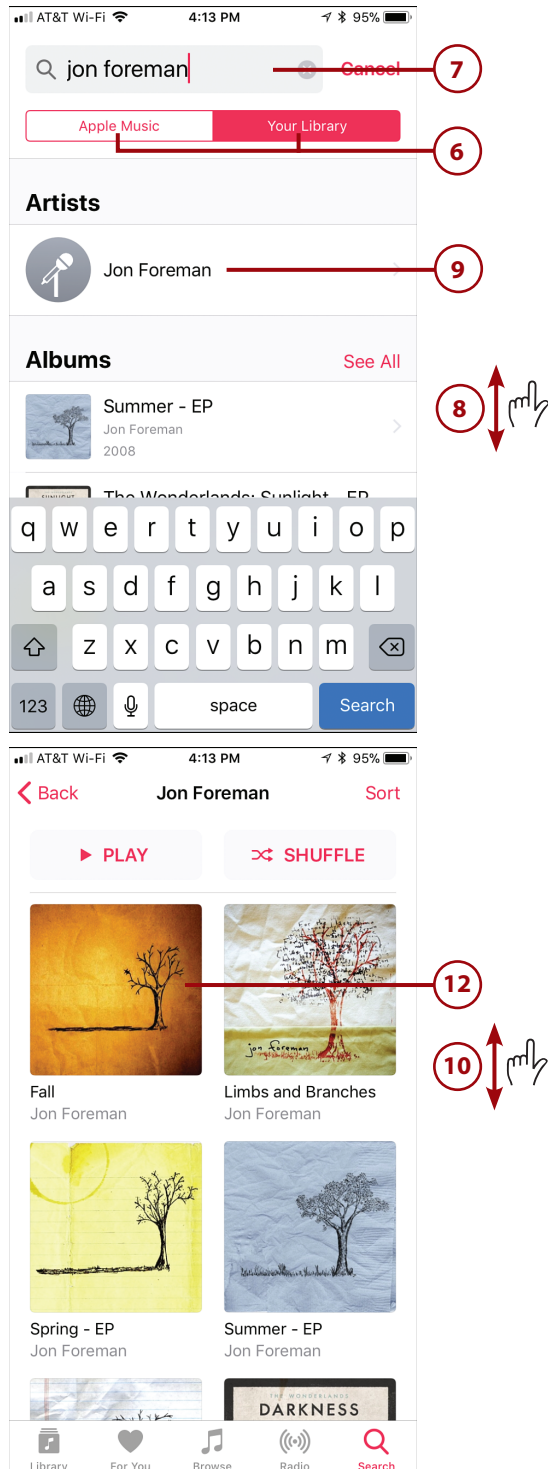 AT&T Wi-Fi 4:13 PM 95%
jon foreman Cancel 7
Apple Music Your Library
6
Artists
Jon Foreman 9
Albums See All
Summer - EP
Jon Foreman
2008
8
SUNLIGHT
The Wonderlands: Sunlight - EP
q w e r t y u i o p
a s d f g h j k l
z x c v b n m
123 space Search
AT&T Wi-Fi 4:13 PM 95%
Back Jon Foreman Sort
PLAY SHUFFLE
12
jon foreman
10
Fall Limbs and Branches
Jon Foreman Jon Foreman
Spring - EP Summer - EP
Jon Foreman Jon Foreman
THE WONDERLANDS
DARKNESS
Library For You Browse Radio Search